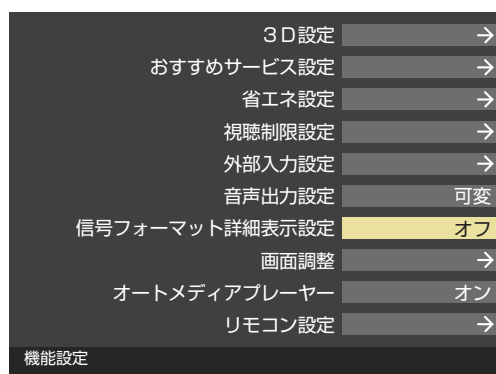 ３Ｄ設定 →
おすすめサービス設定 →
省エネ設定 →
視聴制限設定 →
外部入力設定 →
音声出力設定 可変
信号フォーマット詳細表示設定 オフ
画面調整 →
オートメディアプレーヤー オン
リモコン設定 →
機能設定